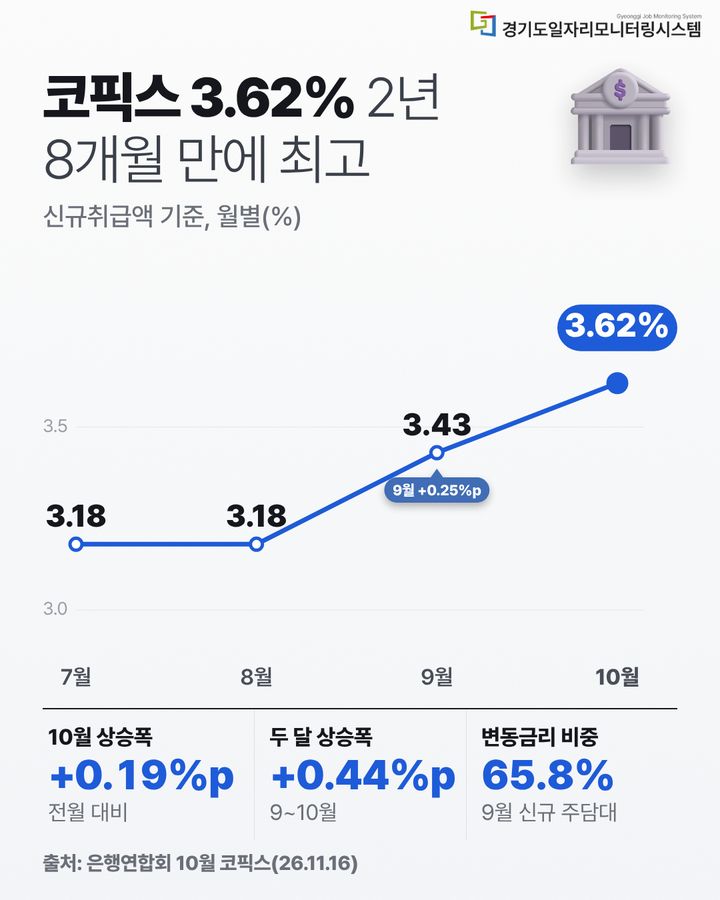 Gyeonggi Job Monitoring System
경기도일자리모니터링시스템
코픽스 3.62% 2년
8개월 만에 최고
신규취급액 기준, 월별(%)
$
3.62%
3.5
3.43
9월 +0.25%p
3.18
3.18
3.0
7월
8월
9월
10월
10월 상승폭
+0.19%p
전월 대비
두 달 상승폭
+0.44%p
9~10월
변동금리 비중
65.8%
9월 신규 주담대
출처: 은행연합회 10월 코픽스(26.11.16)